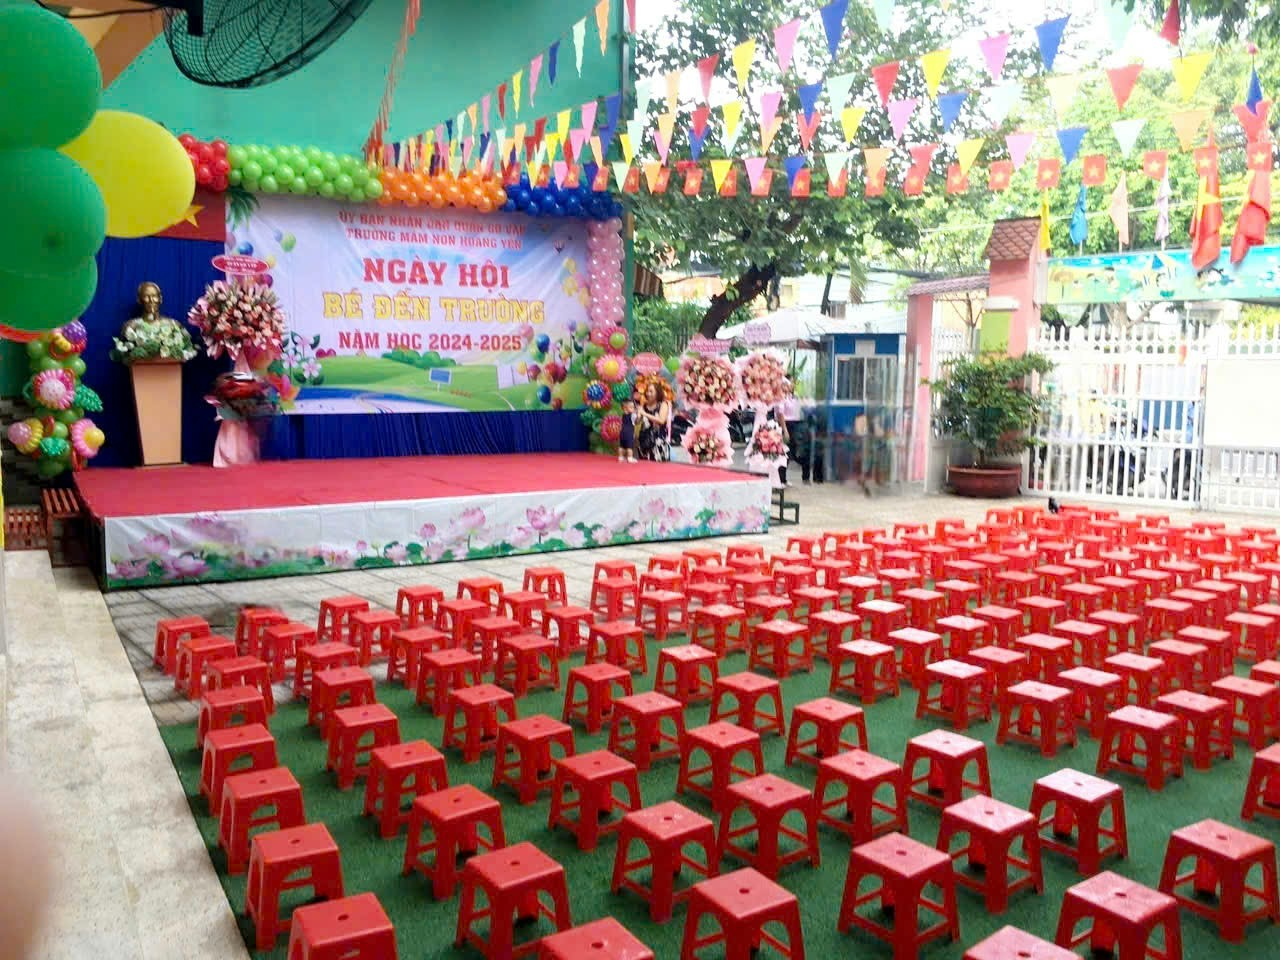 ỦY BAN NHÂN DÂN QUẬN GÒ VẤP
TRƯỜNG MẦM NON HOÀNG YẾN
NGÀY HỘI
BÉ ĐẾN TRƯỜNG
NĂM HỌC 2024-2025